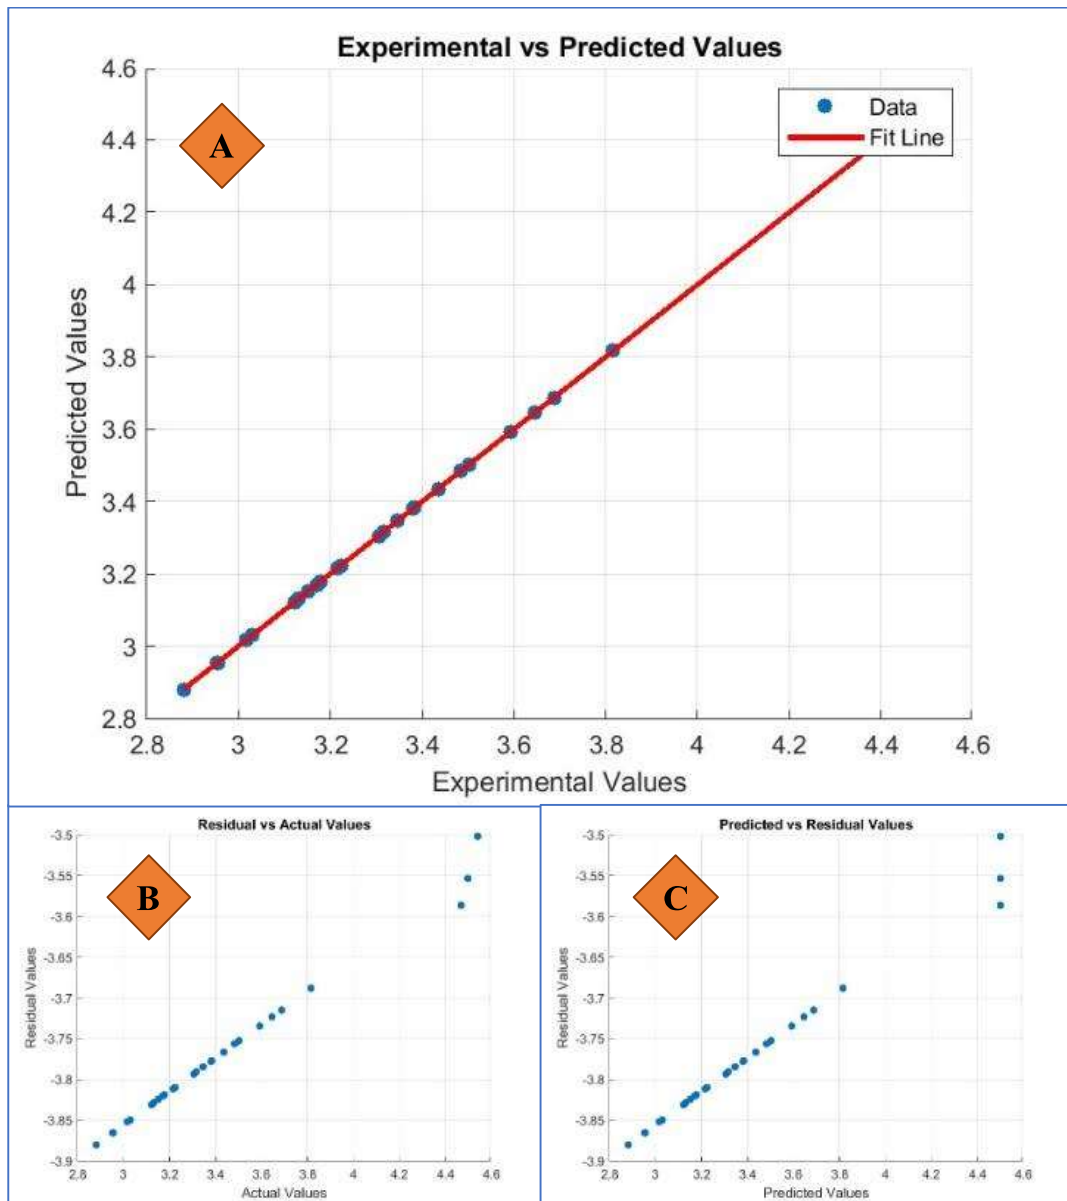 Experimental vs Predicted Values
4.6
4.4
4.2
4
3.8
3.6
3.4
3.2
3
2.8
Predicted Values
A
Data
Fit Line
2.8 3 3.2 3.4 3.6 3.8 4 4.2 4.4 4.6
Experimental Values
Residual vs Actual Values
-3.5
-3.55
-3.6
-3.65
-3.7
-3.75
-3.8
-3.85
-3.9
Residual Values
B
2.8 3 3.2 3.4 3.6 3.8 4 4.2 4.4 4.6
Actual Values
Predicted vs Residual Values
-3.5
-3.55
-3.6
-3.65
-3.7
-3.75
-3.8
-3.85
-3.9
Residual Values
C
2.8 3 3.2 3.4 3.6 3.8 4 4.2 4.4 4.6
Predicted Values